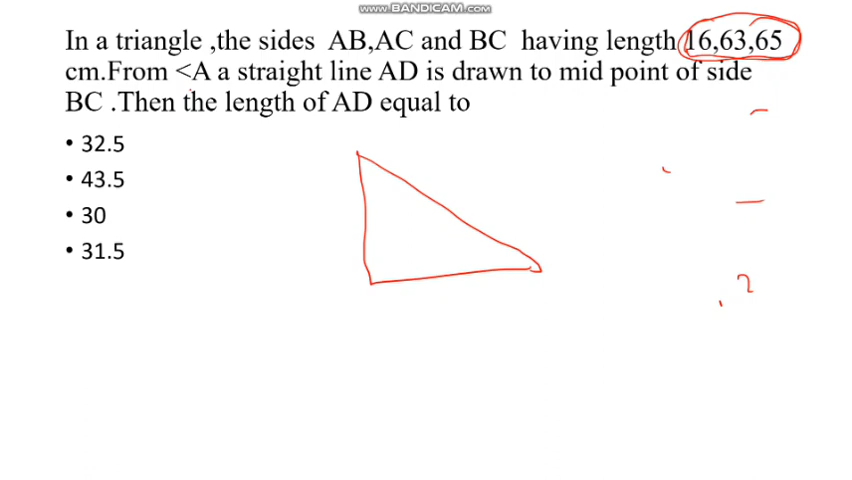 www.BANDICAM.com
In a triangle ,the sides AB,AC and BC having length 16,63,65
cm.From <A a straight line AD is drawn to mid point of side
BC .Then the length of AD equal to
• 32.5
• 43.5
• 30
• 31.5
?